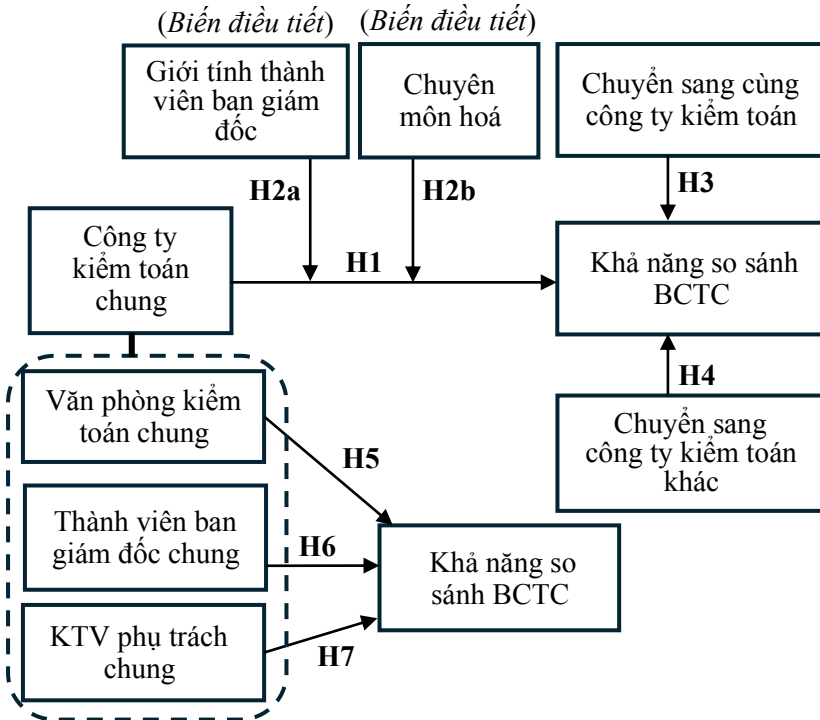 (Biến điều tiết)
(Biến điều tiết)
Giới tính thành
viên ban giám
đốc
Chuyên
môn hoá
Chuyển sang cùng
công ty kiểm toán
H2a
H2b
H3
Công ty
kiểm toán
chung
H1
Khả năng so sánh
BCTC
H4
Văn phòng kiểm
toán chung
Chuyển sang
công ty kiểm toán
khác
H5
Thành viên ban
giám đốc chung
H6
Khả năng so
sánh BCTC
KTV phụ trách
chung
H7